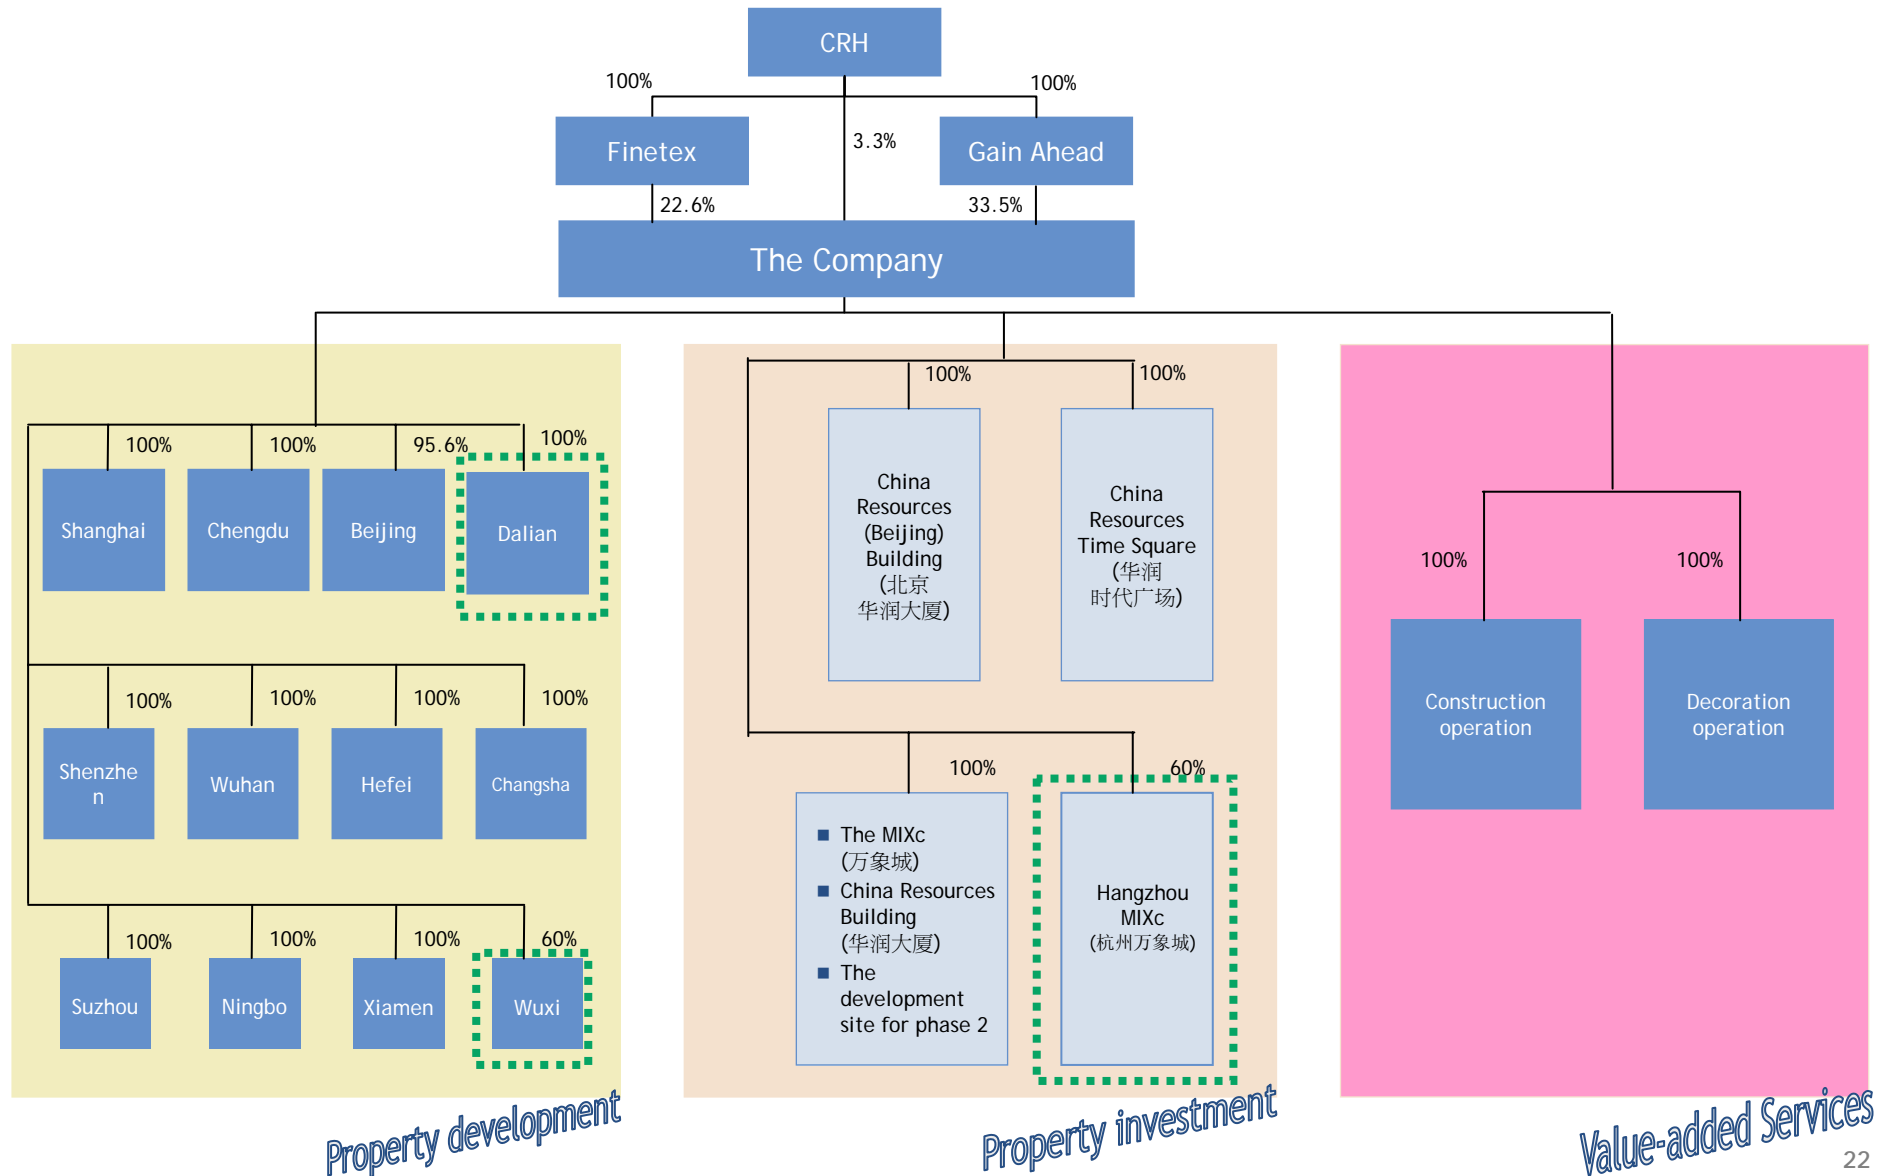 CRH
100%
100%
Finetex
3.3%
Gain Ahead
22.6%
33.5%
The Company
100%
100%
95.6%
100%
Shanghai
Chengdu
Beijing
Dalian
100%
100%
100%
100%
Shenzhe
n
Wuhan
Hefei
Changsha
100%
100%
100%
60%
Suzhou
Ningbo
Xiamen
Wuxi
Property development
100%
100%
China
Resources
(Beijing)
Building
(北京
华润大厦)
China
Resources
Time Square
(华润
时代广场)
100%
60%
■ The MIXc
(万象城)
■ China Resources
Building
(华润大厦)
■ The
development
site for phase 2
Hangzhou
MIXc
(杭州万象城)
Property investment
100%
100%
Construction
operation
Decoration
operation
Value-added Services
22